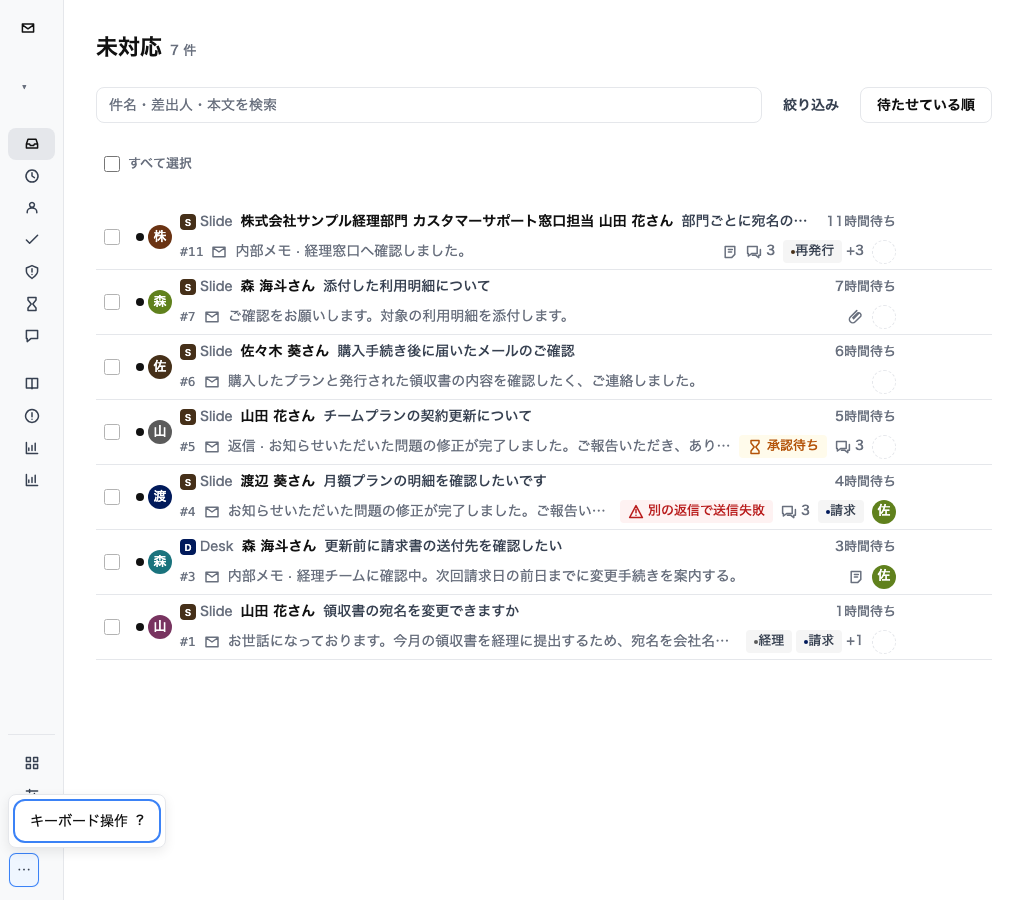 未対応 7 件
件名・差出人・本文を検索
絞り込み
待たせている順
すべて選択
株 S Slide 株式会社サンプル経理部門 カスタマーサポート窓口担当 山田 花さん 部門ごとに宛名の… 11時間待ち
#11 内部メモ · 経理窓口へ確認しました。 3 •再発行 +3
森 S Slide 森 海斗さん 添付した利用明細について 7時間待ち
#7 ご確認をお願いします。対象の利用明細を添付します。
佐 S Slide 佐々木 葵さん 購入手続き後に届いたメールのご確認 6時間待ち
#6 購入したプランと発行された領収書の内容を確認したく、ご連絡しました。
山 S Slide 山田 花さん チームプランの契約更新について 5時間待ち
#5 返信 · お知らせいただいた問題の修正が完了しました。ご報告いただき、あり… 承認待ち 3
渡 S Slide 渡辺 葵さん 月額プランの明細を確認したいです 4時間待ち
#4 お知らせいただいた問題の修正が完了しました。ご報告い… 別の返信で送信失敗 3 •請求 佐
森 D Desk 森 海斗さん 更新前に請求書の送付先を確認したい 3時間待ち
#3 内部メモ · 経理チームに確認中。次回請求日の前日までに変更手続きを案内する。 佐
山 S Slide 山田 花さん 領収書の宛名を変更できますか 1時間待ち
#1 お世話になっております。今月の領収書を経理に提出するため、宛名を会社名… •経理 •請求 +1
キーボード操作 ?
…